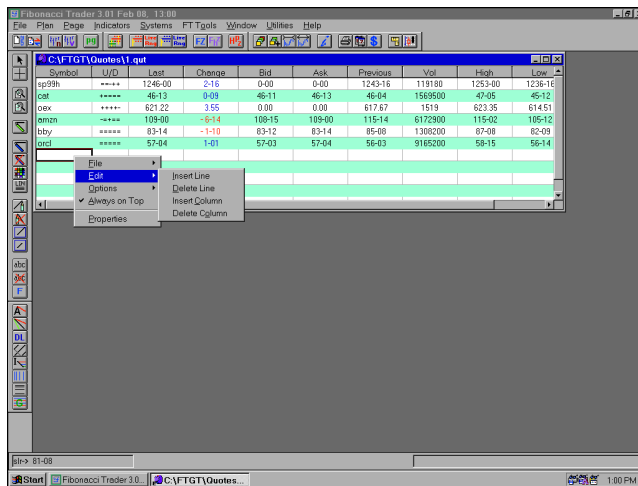 Fibonacci Trader 3.01 Feb 08, 13:00
File Plan Page Indicators Systems FT Tools Window Utilities Help
C:\FTGT\Quotes\1.qut
Symbol U/D Last Change Bid Ask Previous Vol High Low
sp99h ==-++ 1246-00 2-16 0-00 0-00 1243-16 119180 1253-00 1236-16
cat +==== 46-13 0-09 46-11 46-13 46-04 1569500 47-05 45-12
oex ++++- 621.22 3.55 0.00 0.00 617.67 1519 623.35 614.51
amzn -=+== 109-00 -6-14 108-15 109-00 115-14 6172900 115-02 105-12
bby ===== 83-14 -1-10 83-12 83-14 85-08 1308200 87-08 82-09
orcl ===== 57-04 1-01 57-03 57-04 56-03 9165200 58-15 56-14
File
Edit
Options
Always on Top
Properties
Insert Line
Delete Line
Insert Column
Delete Column
LIN
abc
abc
F
A
DL
slr-> 81-08
Start Fibonacci Trader 3.0... C:\FTGT\Quotes... 1:00 PM